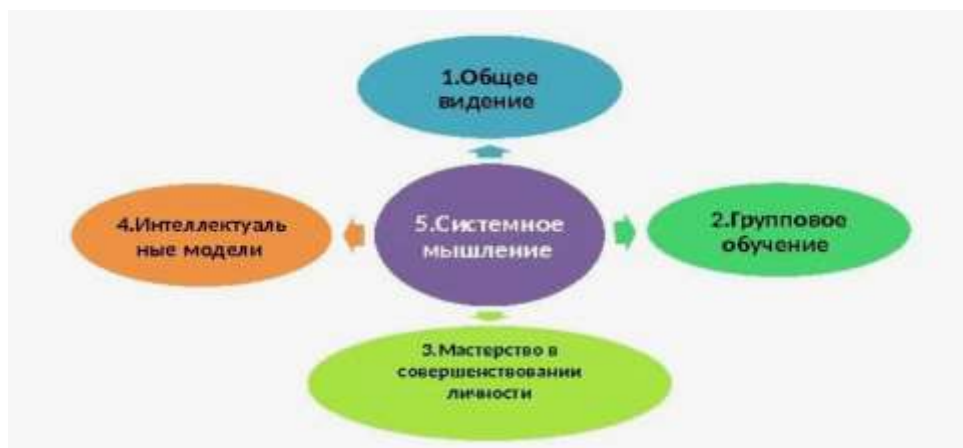 1.Общее
видение
4.Интеллектуаль
ные модели
5.Системное
мышление
2.Групповое
обучение
3.Мастерство в
совершенствовании
личности